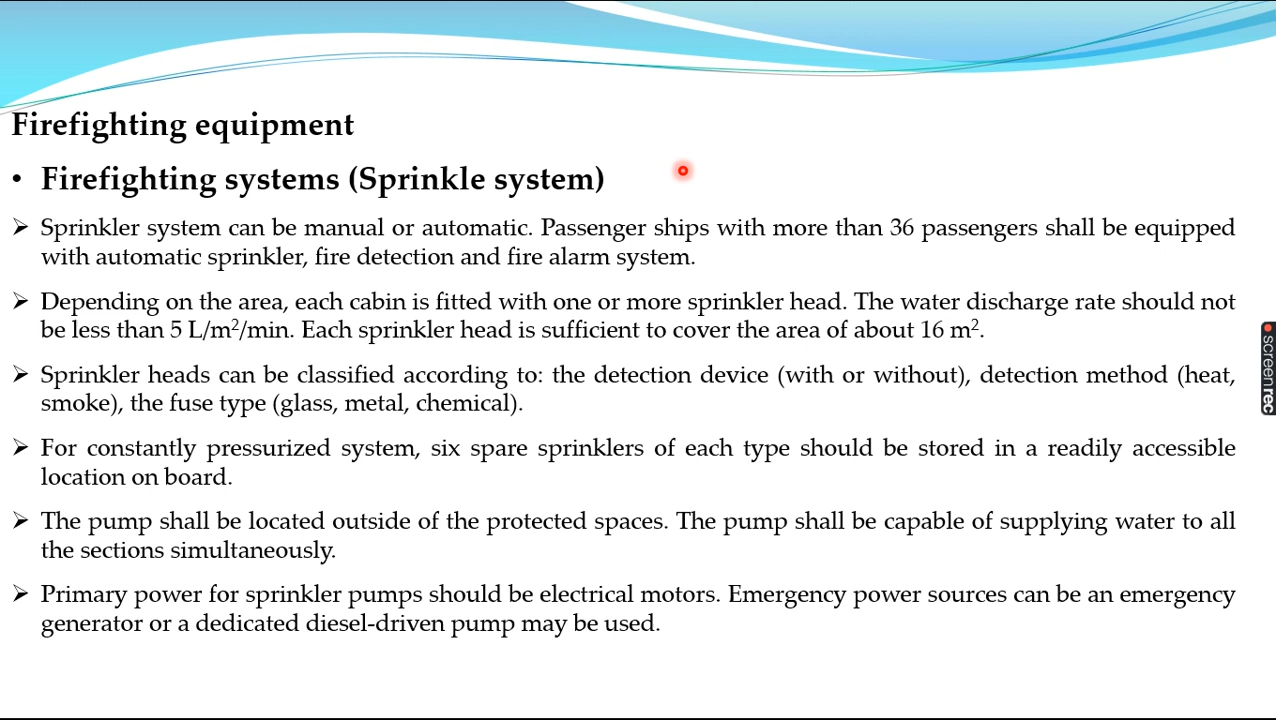 Firefighting equipment
• Firefighting systems (Sprinkle system)
➢ Sprinkler system can be manual or automatic. Passenger ships with more than 36 passengers shall be equipped
with automatic sprinkler, fire detection and fire alarm system.
➢ Depending on the area, each cabin is fitted with one or more sprinkler head. The water discharge rate should not
be less than 5 L/m²/min. Each sprinkler head is sufficient to cover the area of about 16 m².
➢ Sprinkler heads can be classified according to: the detection device (with or without), detection method (heat,
smoke), the fuse type (glass, metal, chemical).
➢ For constantly pressurized system, six spare sprinklers of each type should be stored in a readily accessible
location on board.
➢ The pump shall be located outside of the protected spaces. The pump shall be capable of supplying water to all
the sections simultaneously.
➢ Primary power for sprinkler pumps should be electrical motors. Emergency power sources can be an emergency
generator or a dedicated diesel-driven pump may be used.
screenrec